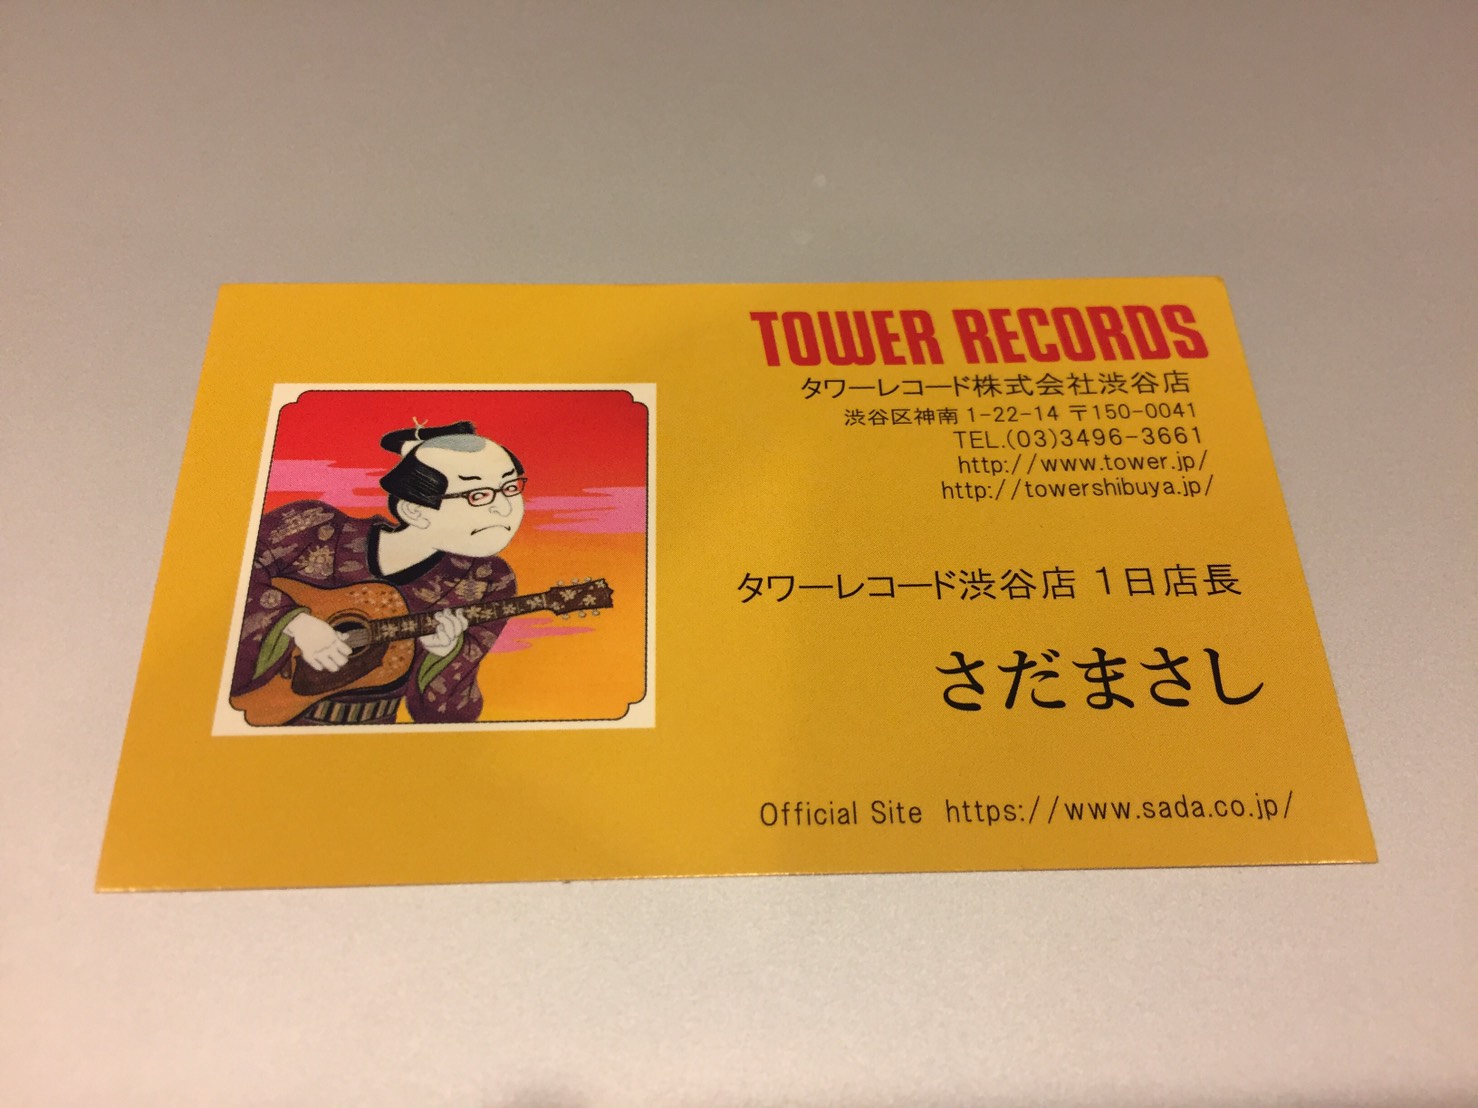 TOWER RECORDS
タワーレコード株式会社渋谷店
渋谷区神南 1-22-14 〒150-0041
TEL.(03)3496-3661
http://www.tower.jp/
http://towershibuya.jp/
タワーレコード渋谷店 1日店長
さだまさし
Official Site https://www.sada.co.jp/